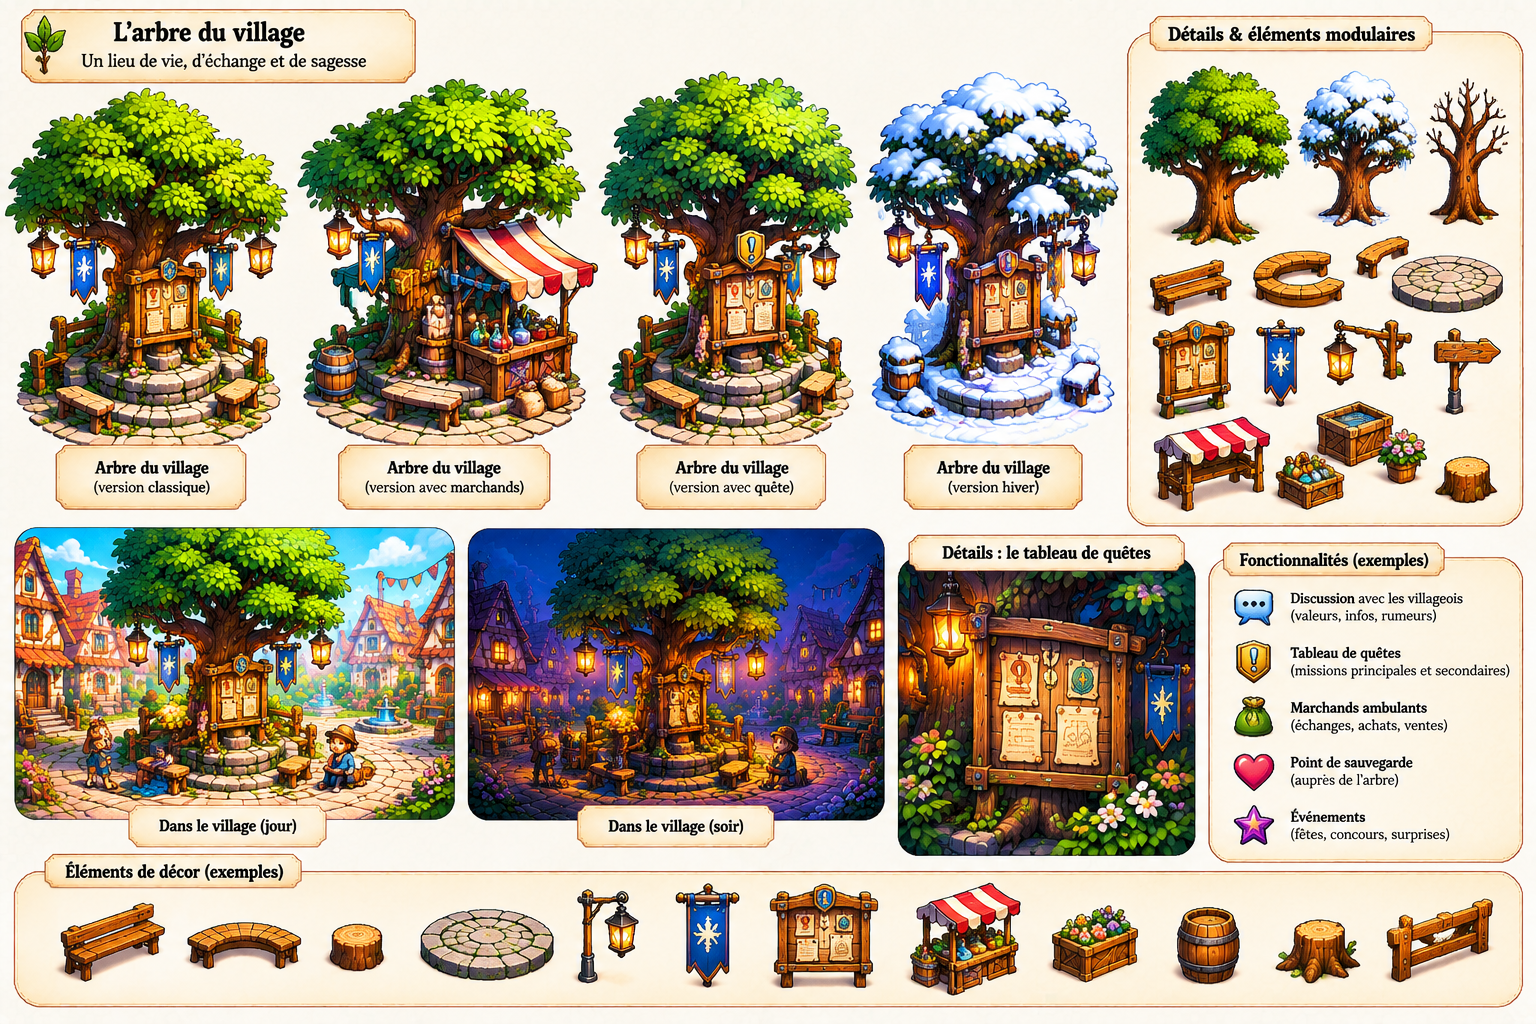 L'arbre du village
Un lieu de vie, d'échange et de sagesse
Détails & éléments modulaires
Arbre du village
(version classique)
Arbre du village
(version avec marchands)
Arbre du village
(version avec quête)
Arbre du village
(version hiver)
Dans le village (jour)
Dans le village (soir)
Détails : le tableau de quêtes
Fonctionnalités (exemples)
Discussion avec les villageois
(valeurs, infos, rumeurs)
Tableau de quêtes
(missions principales et secondaires)
Marchands ambulants
(échanges, achats, ventes)
Point de sauvegarde
(auprès de l'arbre)
Événements
(fêtes, concours, surprises)
Éléments de décor (exemples)